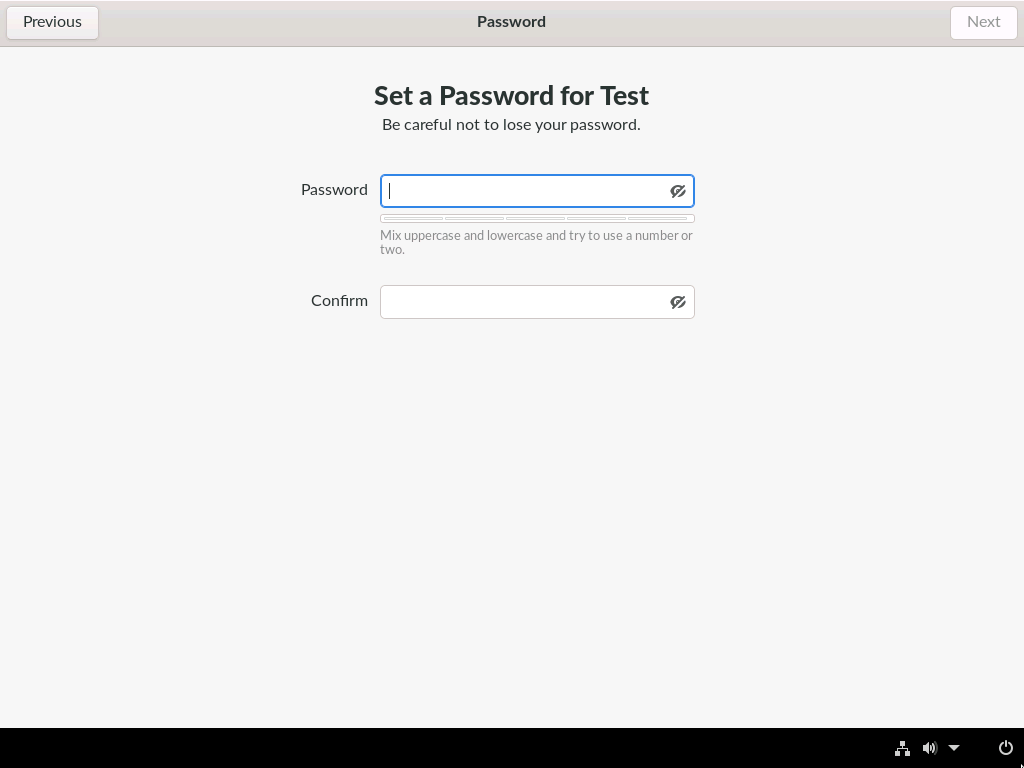 Previous
Password
Next
Set a Password for Test
Be careful not to lose your password.
Password
Mix uppercase and lowercase and try to use a number or
two.
Confirm